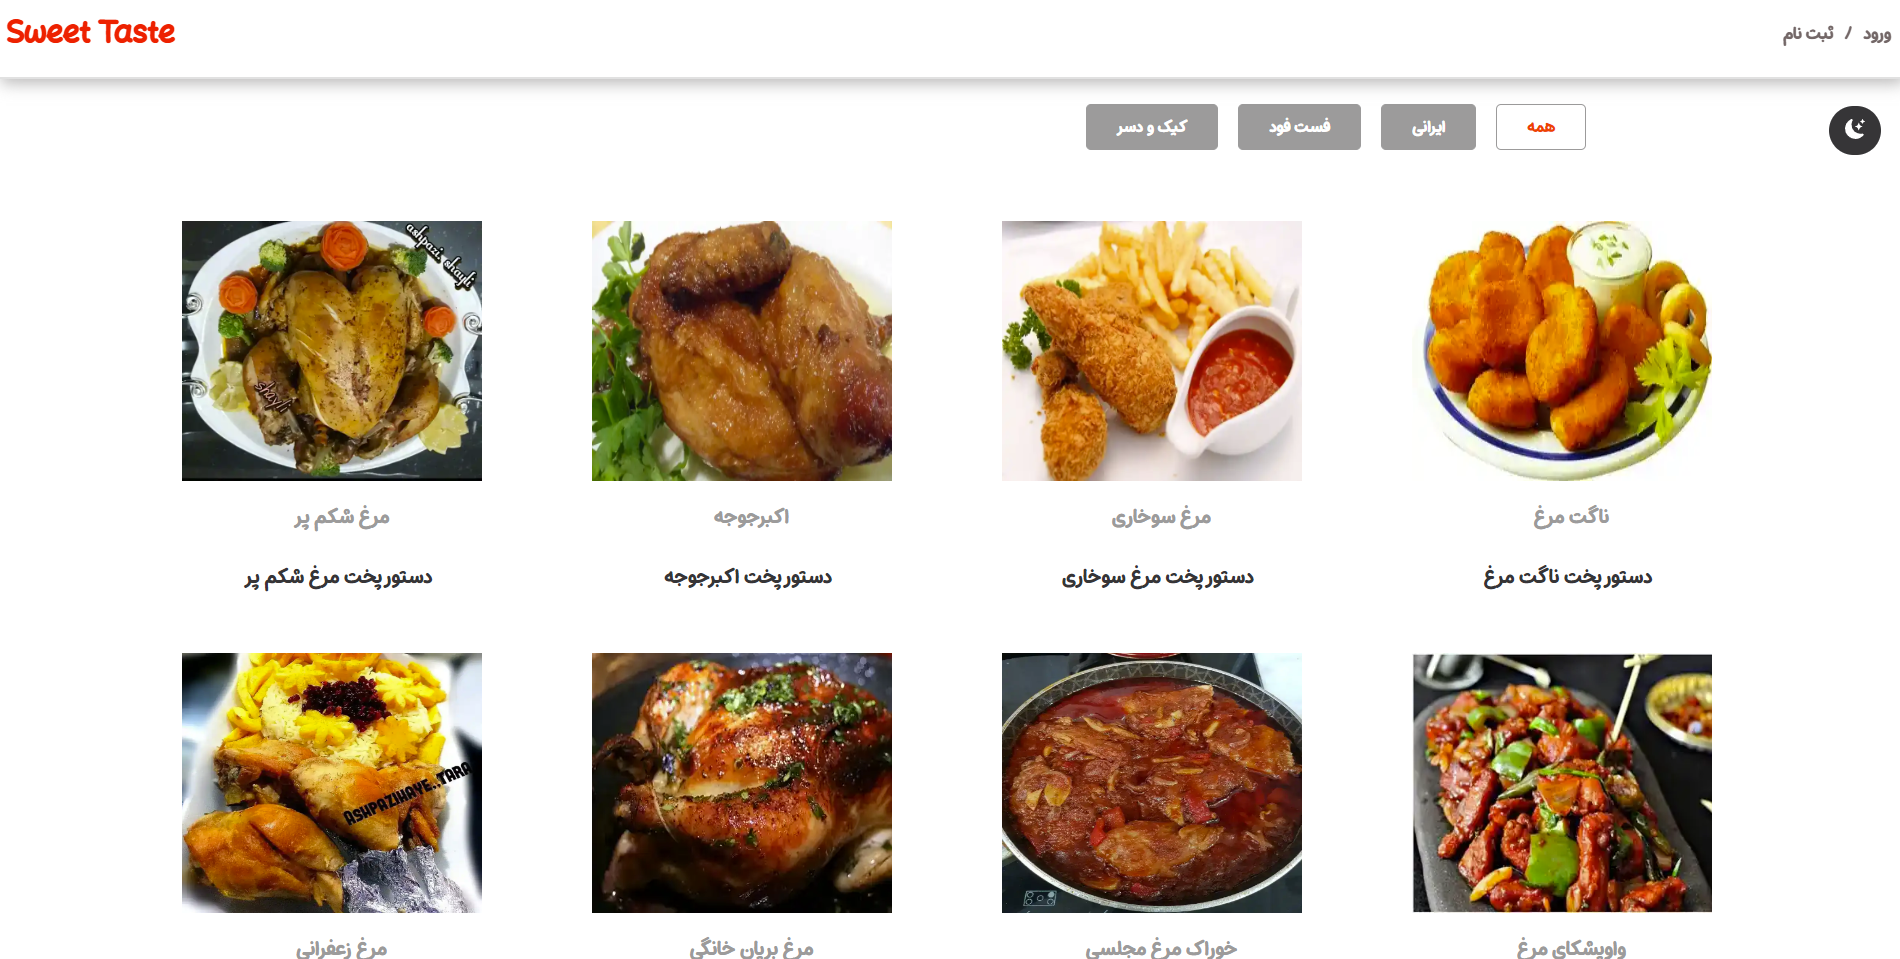 Sweet Taste
ورود / ثبت نام
همه
ایرانی
فست فود
کیک و دسر
ashpazi. shayli
shayli
ناگت مرغ
مرغ سوخاری
اکبرجوجه
مرغ شکم پر
دستور پخت ناگت مرغ
دستور پخت مرغ سوخاری
دستور پخت اکبرجوجه
دستور پخت مرغ شکم پر
ASHPAZIHAYE..TARA
واویشکای مرغ
خوراک مرغ مجلسی
مرغ بریان خانگی
مرغ زعفرانی